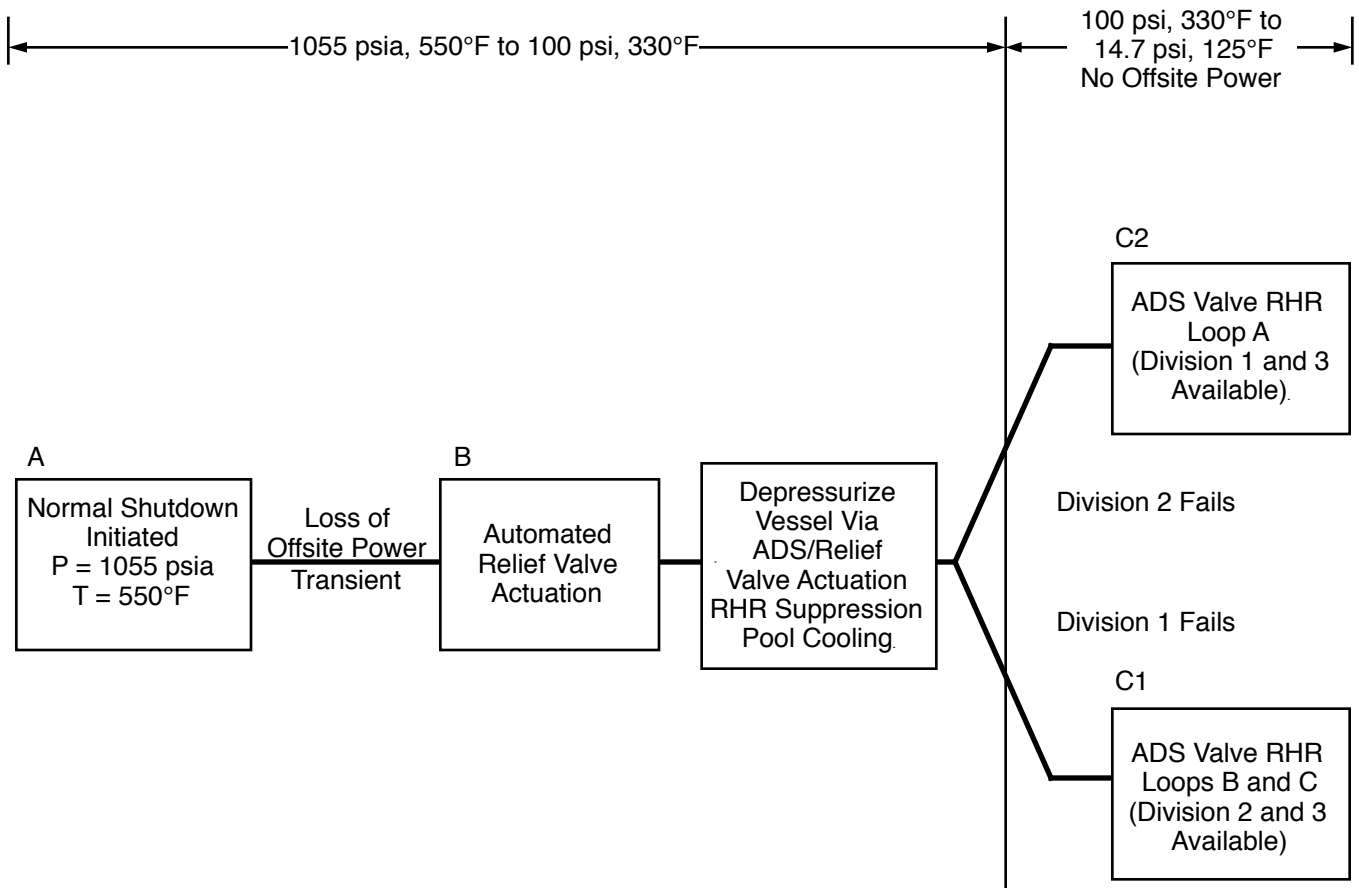 1055 psia, 550°F to 100 psi, 330°F
100 psi, 330°F to
14.7 psi, 125°F
No Offsite Power
C2
ADS Valve RHR
Loop A
(Division 1 and 3
Available).
A
Normal Shutdown
Initiated
P = 1055 psia
T = 550°F
Loss of
Offsite Power
Transient
B
Automated
Relief Valve
Actuation
Depressurize
Vessel Via
ADS/Relief
Valve Actuation
RHR Suppression
Pool Cooling.
Division 2 Fails
Division 1 Fails
C1
ADS Valve RHR
Loops B and C
(Division 2 and 3
Available)